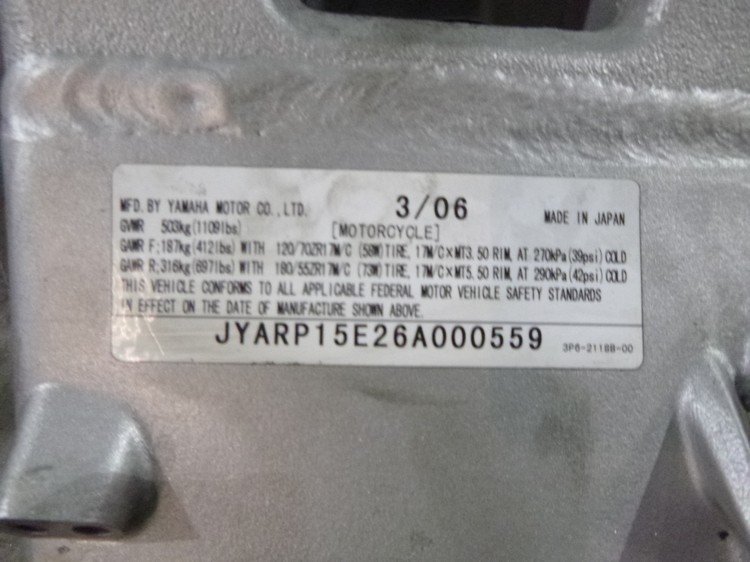 MFD. BY YAMAHA MOTOR CO., LTD. 3/06 MADE IN JAPAN
GVWR 503kg(1109lbs) [MOTORCYCLE]
GAWR F;187kg(412lbs) WITH 120/70ZR17M/C (58W)TIRE, 17M/C×MT3.50 RIM, AT 270kPa(39psi)COLD
GAWR R;316kg(697lbs) WITH 180/55ZR17M/C (73W)TIRE, 17M/C×MT5.50 RIM, AT 290kPa(42psi)COLD
THIS VEHICLE CONFORMS TO ALL APPLICABLE FEDERAL MOTOR VEHICLE SAFETY STANDARDS
IN EFFECT ON THE DATE OF MANUFACTURE SHOWN ABOVE.
JYARP15E26A000559 3P6-2118B-00